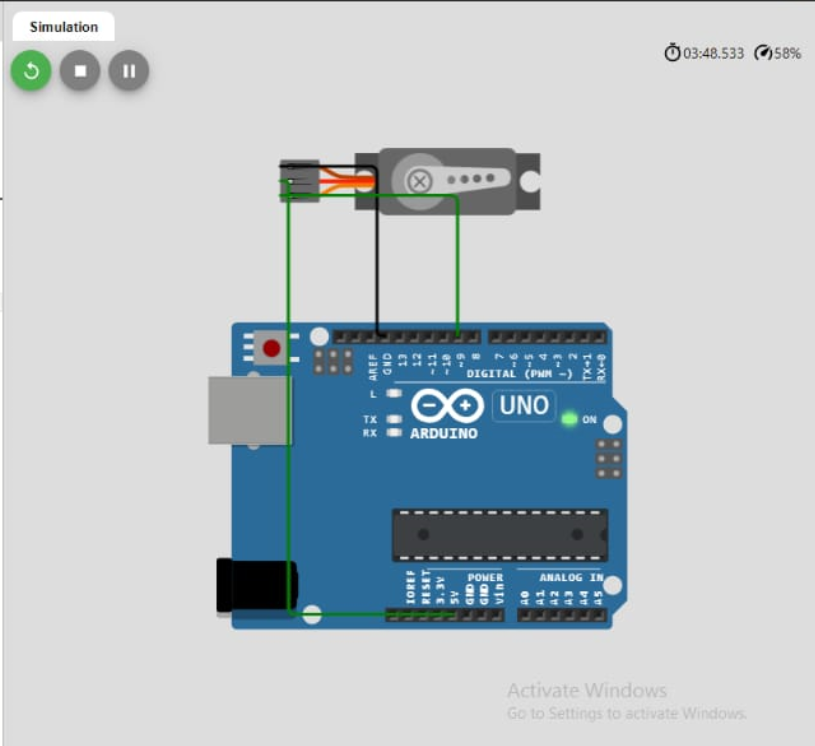 Simulation
03:48.533 58%
AREF
GND
13
12
~11
~10
~9
8
7
~6
~5
4
~3
2
TX→1
RX←0
DIGITAL (PWM ~)
L
UNO
TX
ON
RX
ARDUINO
POWER
ANALOG IN
IOREF
RESET
3.3V
5V
GND
GND
Vin
A0
A1
A2
A3
A4
A5
Activate Windows
Go to Settings to activate Windows.